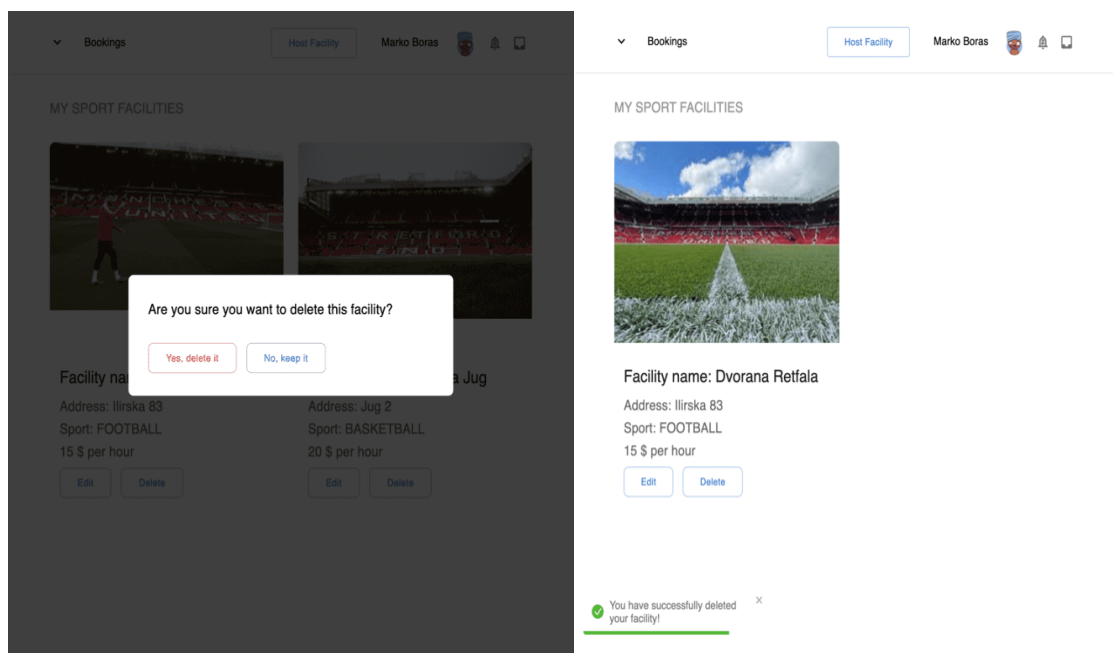 Bookings
Host Facility
Marko Boras
MY SPORT FACILITIES
UNITED
STRETFORD
END
Are you sure you want to delete this facility?
Yes, delete it
No, keep it
Facility na
a Jug
Address: Ilirska 83
Address: Jug 2
Sport: FOOTBALL
Sport: BASKETBALL
15 $ per hour
20 $ per hour
Edit
Delete
Edit
Delete
Bookings
Host Facility
Marko Boras
MY SPORT FACILITIES
Facility name: Dvorana Retfala
Address: Ilirska 83
Sport: FOOTBALL
15 $ per hour
Edit
Delete
You have successfully deleted
your facility!